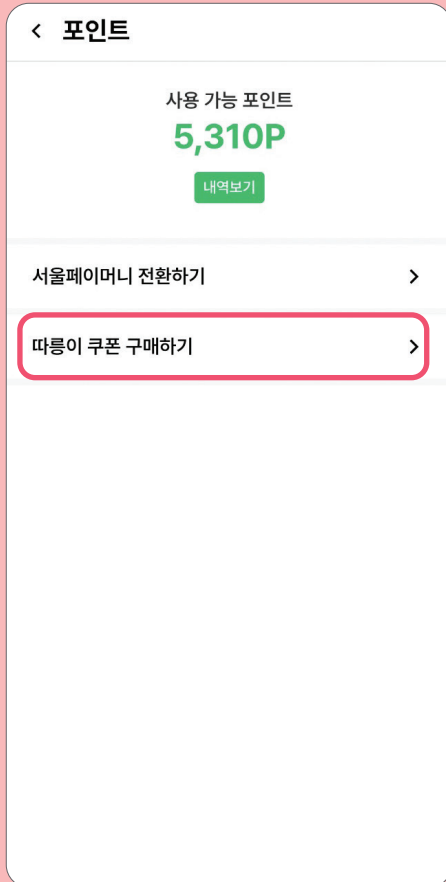 포인트
사용 가능 포인트
5,310P
내역보기
서울페이머니 전환하기
따릉이 쿠폰 구매하기